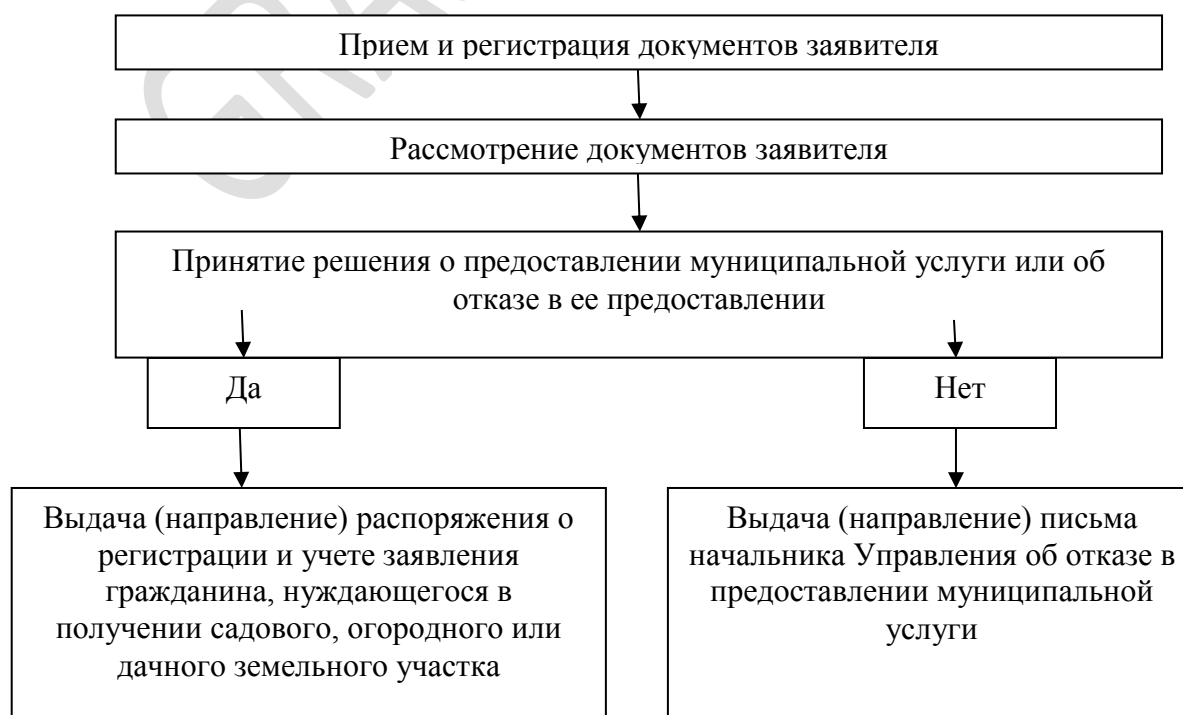 Прием и регистрация документов заявителя
Рассмотрение документов заявителя
Принятие решения о предоставлении муниципальной услуги или об
отказе в ее предоставлении
Да
Нет
Выдача (направление) распоряжения о
регистрации и учете заявления
гражданина, нуждающегося в
получении садового, огородного или
дачного земельного участка
Выдача (направление) письма
начальника Управления об отказе в
предоставлении муниципальной
услуги